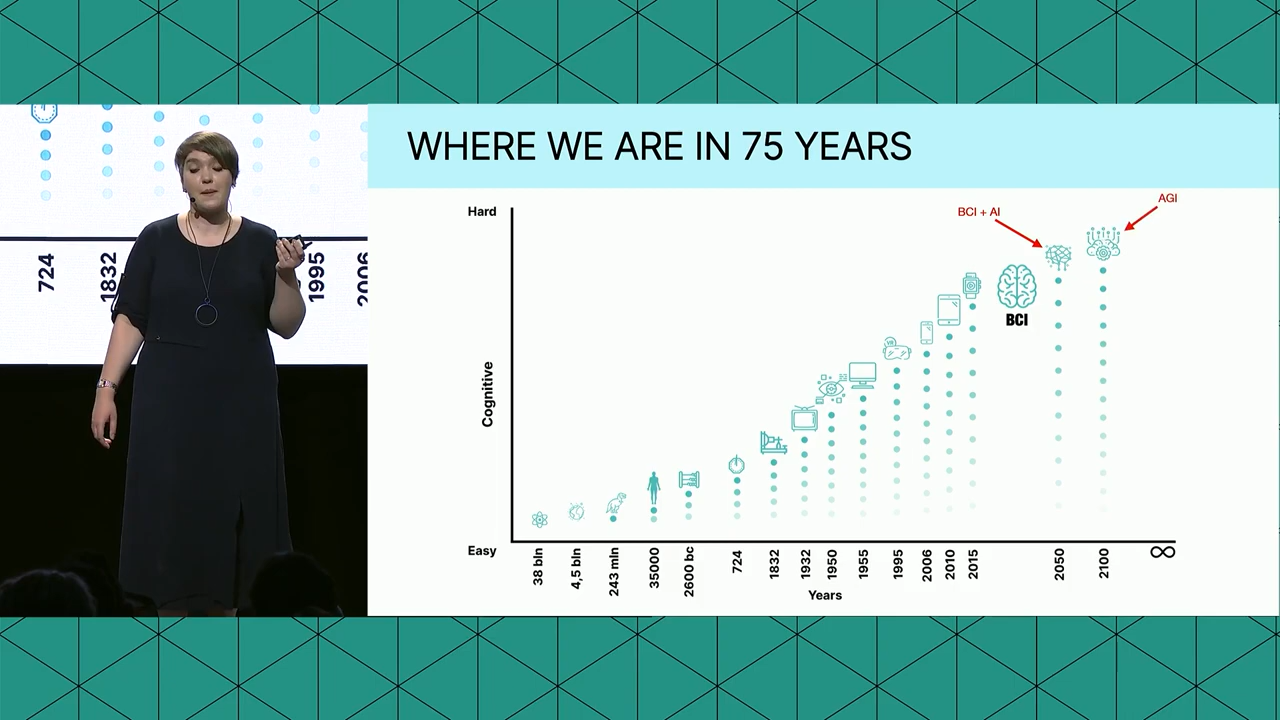 WHERE WE ARE IN 75 YEARS
Hard
BCI + AI
AGI
VR
BCI
Cognitive
Easy
38 bln
4,5 bln
243 mln
35000
2600 bc
724
1832
1932
1950
1955
1995
2006
2010
2015
2050
2100
∞
Years
724
1832
1995
2006